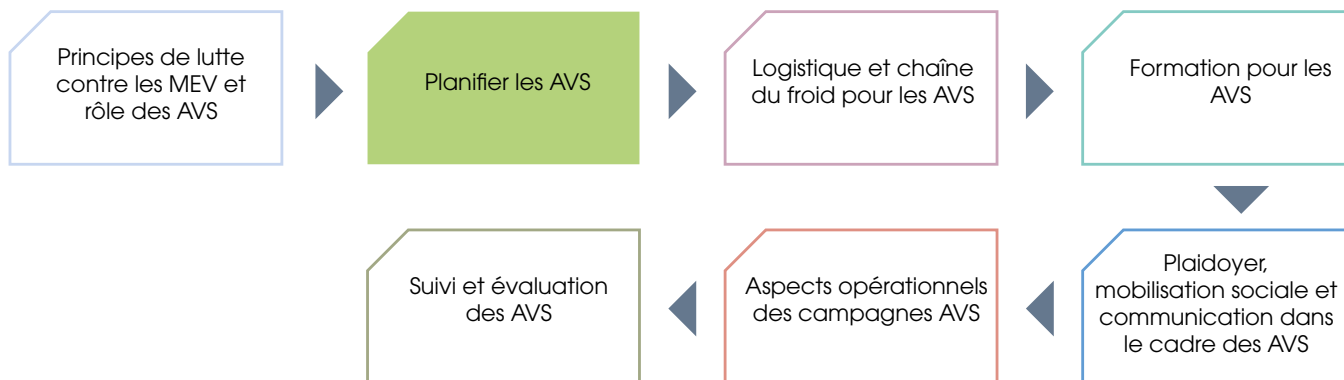 Principes de lutte
contre les MEV et
rôle des AVS
Planifier les AVS
Logistique et chaîne
du froid pour les AVS
Formation pour les
AVS
Plaidoyer,
mobilisation sociale et
communication dans
le cadre des AVS
Aspects opérationnels
des campagnes AVS
Suivi et évaluation
des AVS